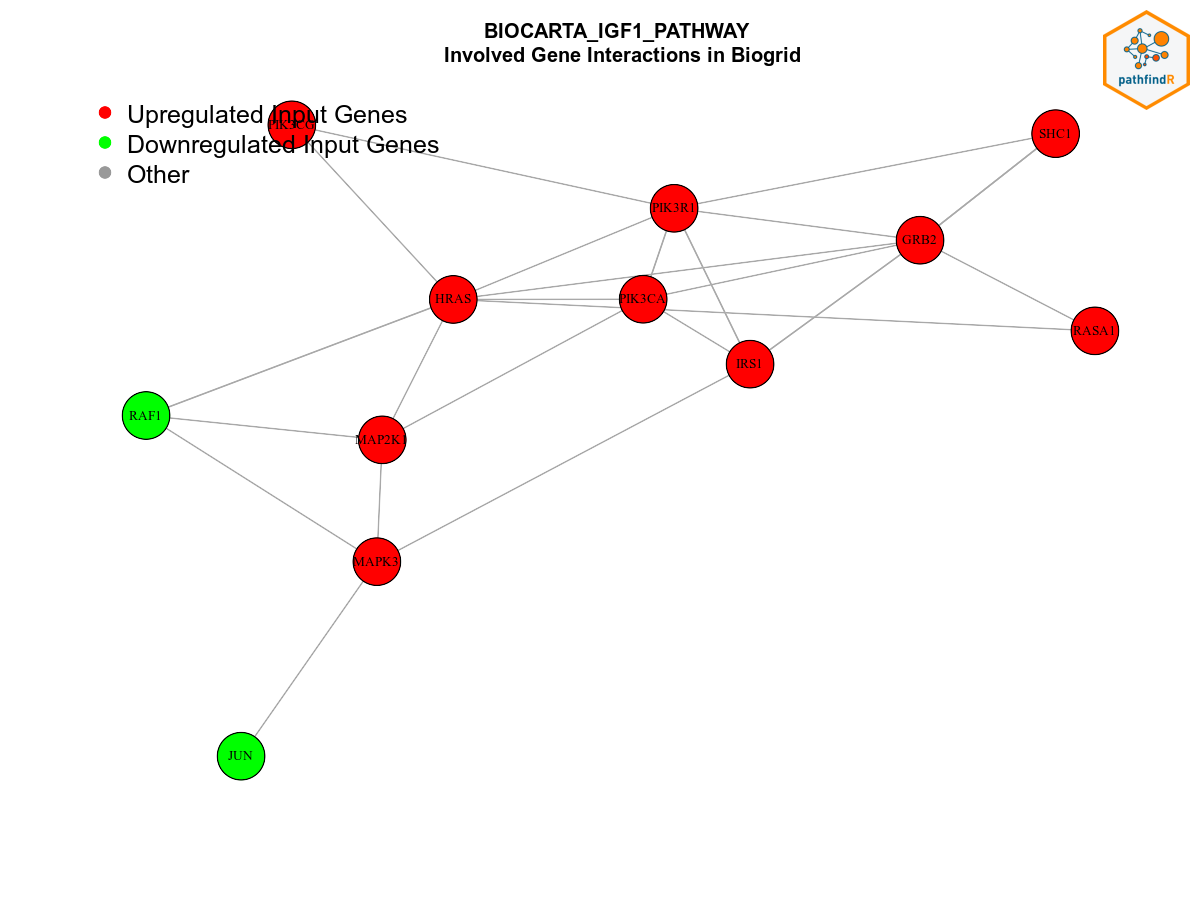 BIOCARTA_IGF1_PATHWAY
Involved Gene Interactions in Biogrid
pathfindR
Upregulated Input Genes
Downregulated Input Genes
Other
PIK3CG
SHC1
PIK3R1
GRB2
HRAS
PIK3CA
RASA1
IRS1
RAF1
MAP2K1
MAPK3
JUN